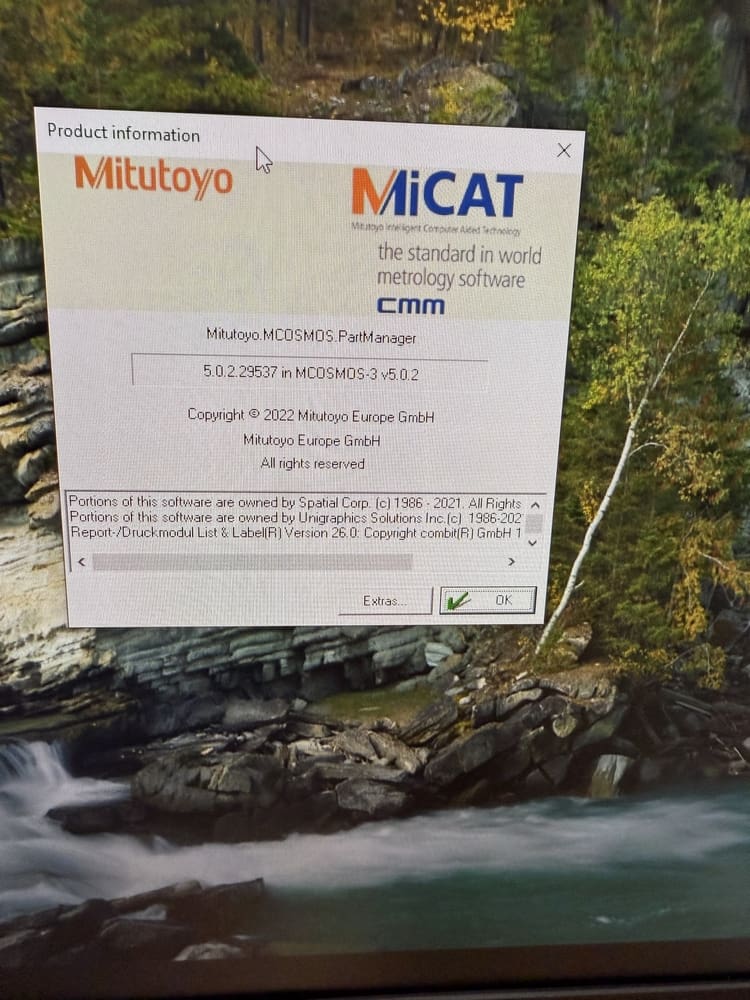 Product information
Mitutoyo
MiCAT
Mitutoyo Intelligent Computer Aided Technology
the standard in world
metrology software
cmm
Mitutoyo.MCOSMOS.PartManager
5.0.2.29537 in MCOSMOS-3 v5.0.2
Copyright © 2022 Mitutoyo Europe GmbH
Mitutoyo Europe GmbH
All rights reserved
Portions of this software are owned by Spatial Corp. (c) 1986 - 2021. All Rights
Portions of this software are owned by Unigraphics Solutions Inc.(c) 1986-202
Report-/Druckmodul List & Label(R) Version 26.0: Copyright combit(R) GmbH 1
Extras...
OK